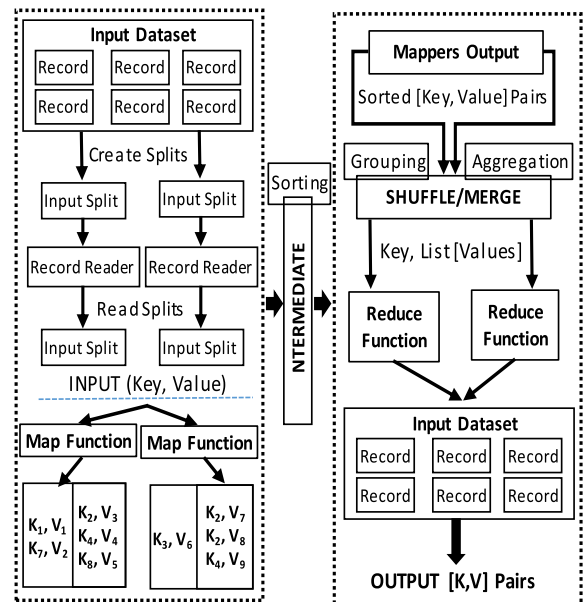 Input Dataset
Record Record Record
Record Record Record
Create Splits
Input Split Input Split
Record Reader Record Reader
Read Splits
Input Split Input Split
INPUT (Key, Value)
Map Function Map Function
K₁, V₁
K₇, V₂
K₂, V₃
K₄, V₄
K₈, V₅
K₃, V₆
K₂, V₇
K₂, V₈
K₄, V₉
Sorting
NTERMEDIATE
Mappers Output
Sorted [Key, Value] Pairs
Grouping Aggregation
SHUFFLE/MERGE
Key, List [Values]
Reduce
Function
Reduce
Function
Input Dataset
Record Record Record
Record Record Record
OUTPUT [K,V] Pairs